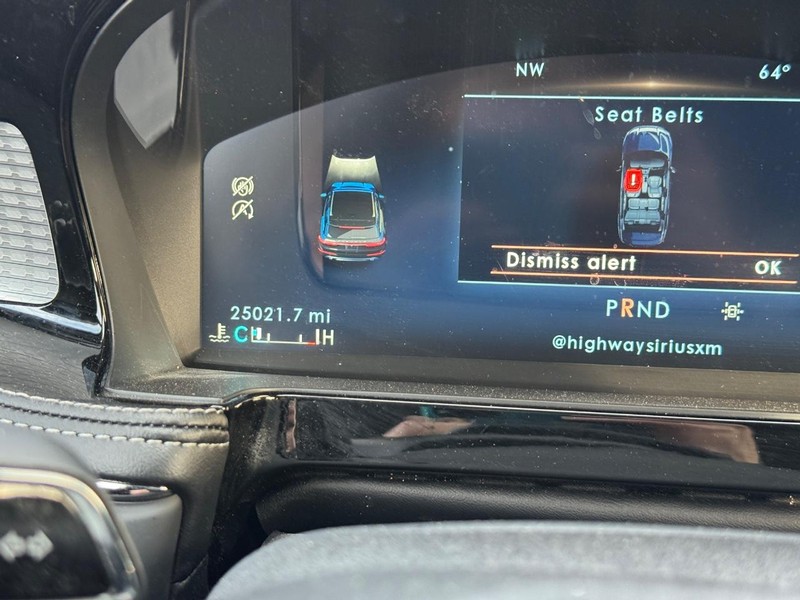 NW
64°
Seat Belts
Dismiss alert
OK
25021.7 mi
PRND
C H
@highwaysiriusxm